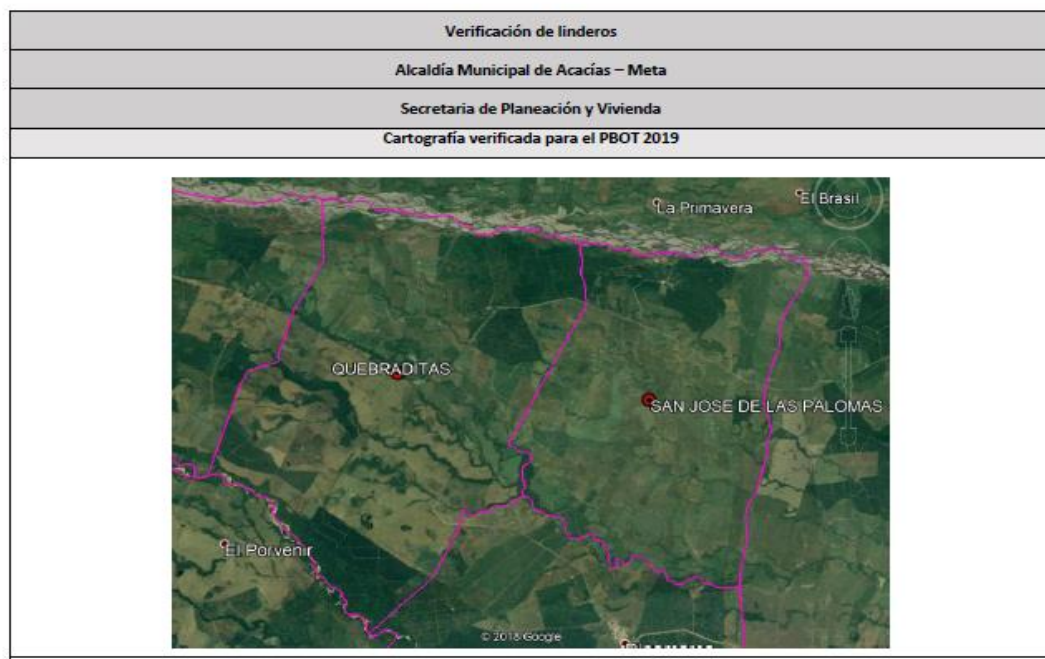 Verificación de linderos
Alcaldía Municipal de Acacías – Meta
Secretaria de Planeación y Vivienda
Cartografía verificada para el PBOT 2019
La Primavera
El Brasil
QUEBRADITAS
SAN JOSE DE LAS PALOMAS
El Porvenir
© 2018 Google